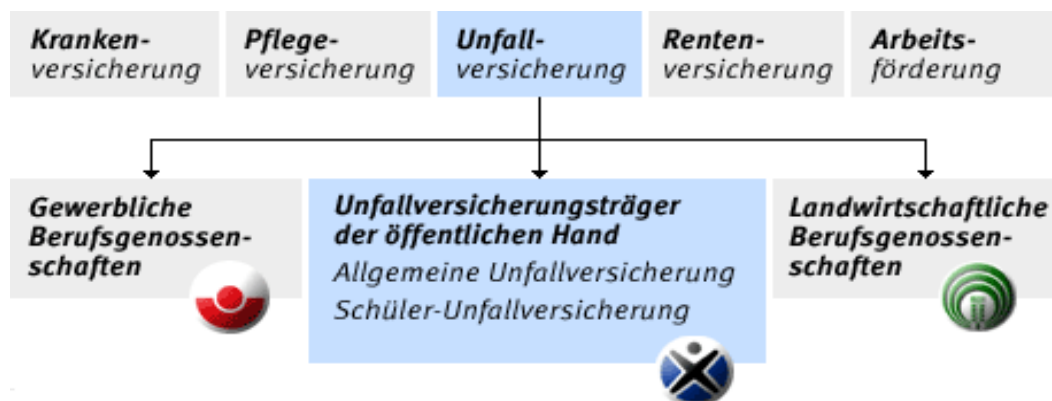 Kranken-
versicherung
Pflege-
versicherung
Unfall-
versicherung
Renten-
versicherung
Arbeits-
förderung
Gewerbliche
Berufsgenossen-
schaften
Unfallversicherungsträger
der öffentlichen Hand
Allgemeine Unfallversicherung
Schüler-Unfallversicherung
Landwirtschaftliche
Berufsgenossen-
schaften